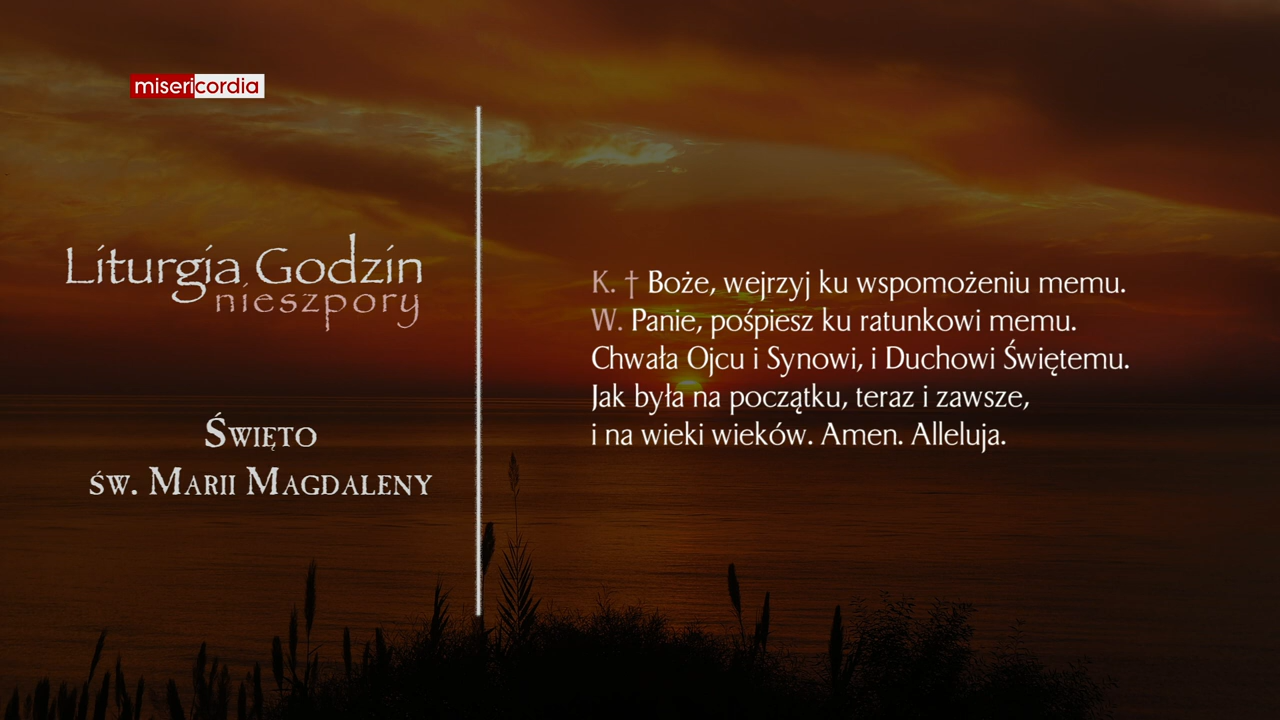 misericordia
Liturgia Godzin
nieszpory
Święto
św. Marii Magdaleny
K. † Boże, wejrzyj ku wspomożeniu memu.
W. Panie, pośpiesz ku ratunkowi memu.
Chwała Ojcu i Synowi, i Duchowi Świętemu.
Jak była na początku, teraz i zawsze,
i na wieki wieków. Amen. Alleluja.